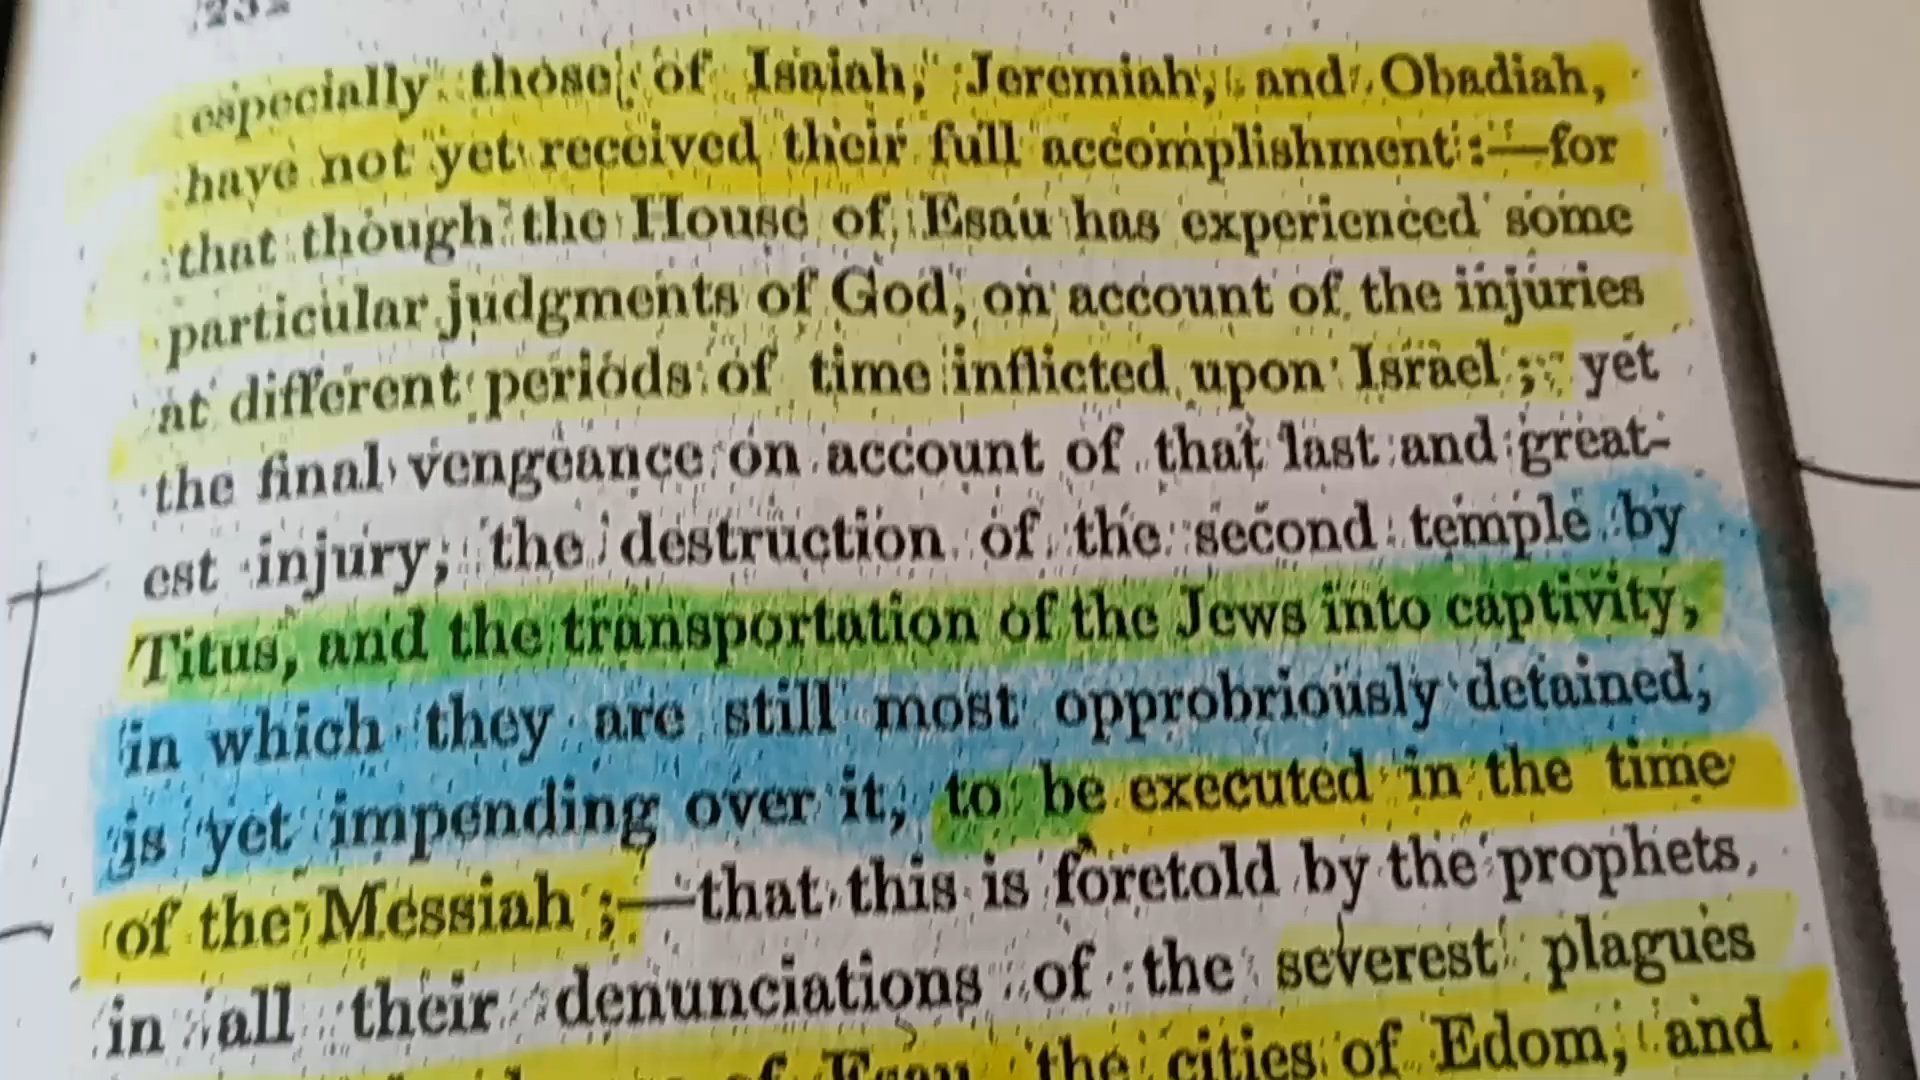 232
especially those of Isaiah, Jeremiah, and Obadiah,
have not yet received their full accomplishment:—for
that though the House of Esau has experienced some
particular judgments of God, on account of the injuries
at different periods of time inflicted upon Israel; yet
the final vengeance on account of that last and great-
est injury, the destruction of the second temple by
Titus, and the transportation of the Jews into captivity,
in which they are still most opprobriously detained,
is yet impending over it, to be executed in the time
of the Messiah;—that this is foretold by the prophets,
in all their denunciations of the severest plagues
of Esau, the cities of Edom, and